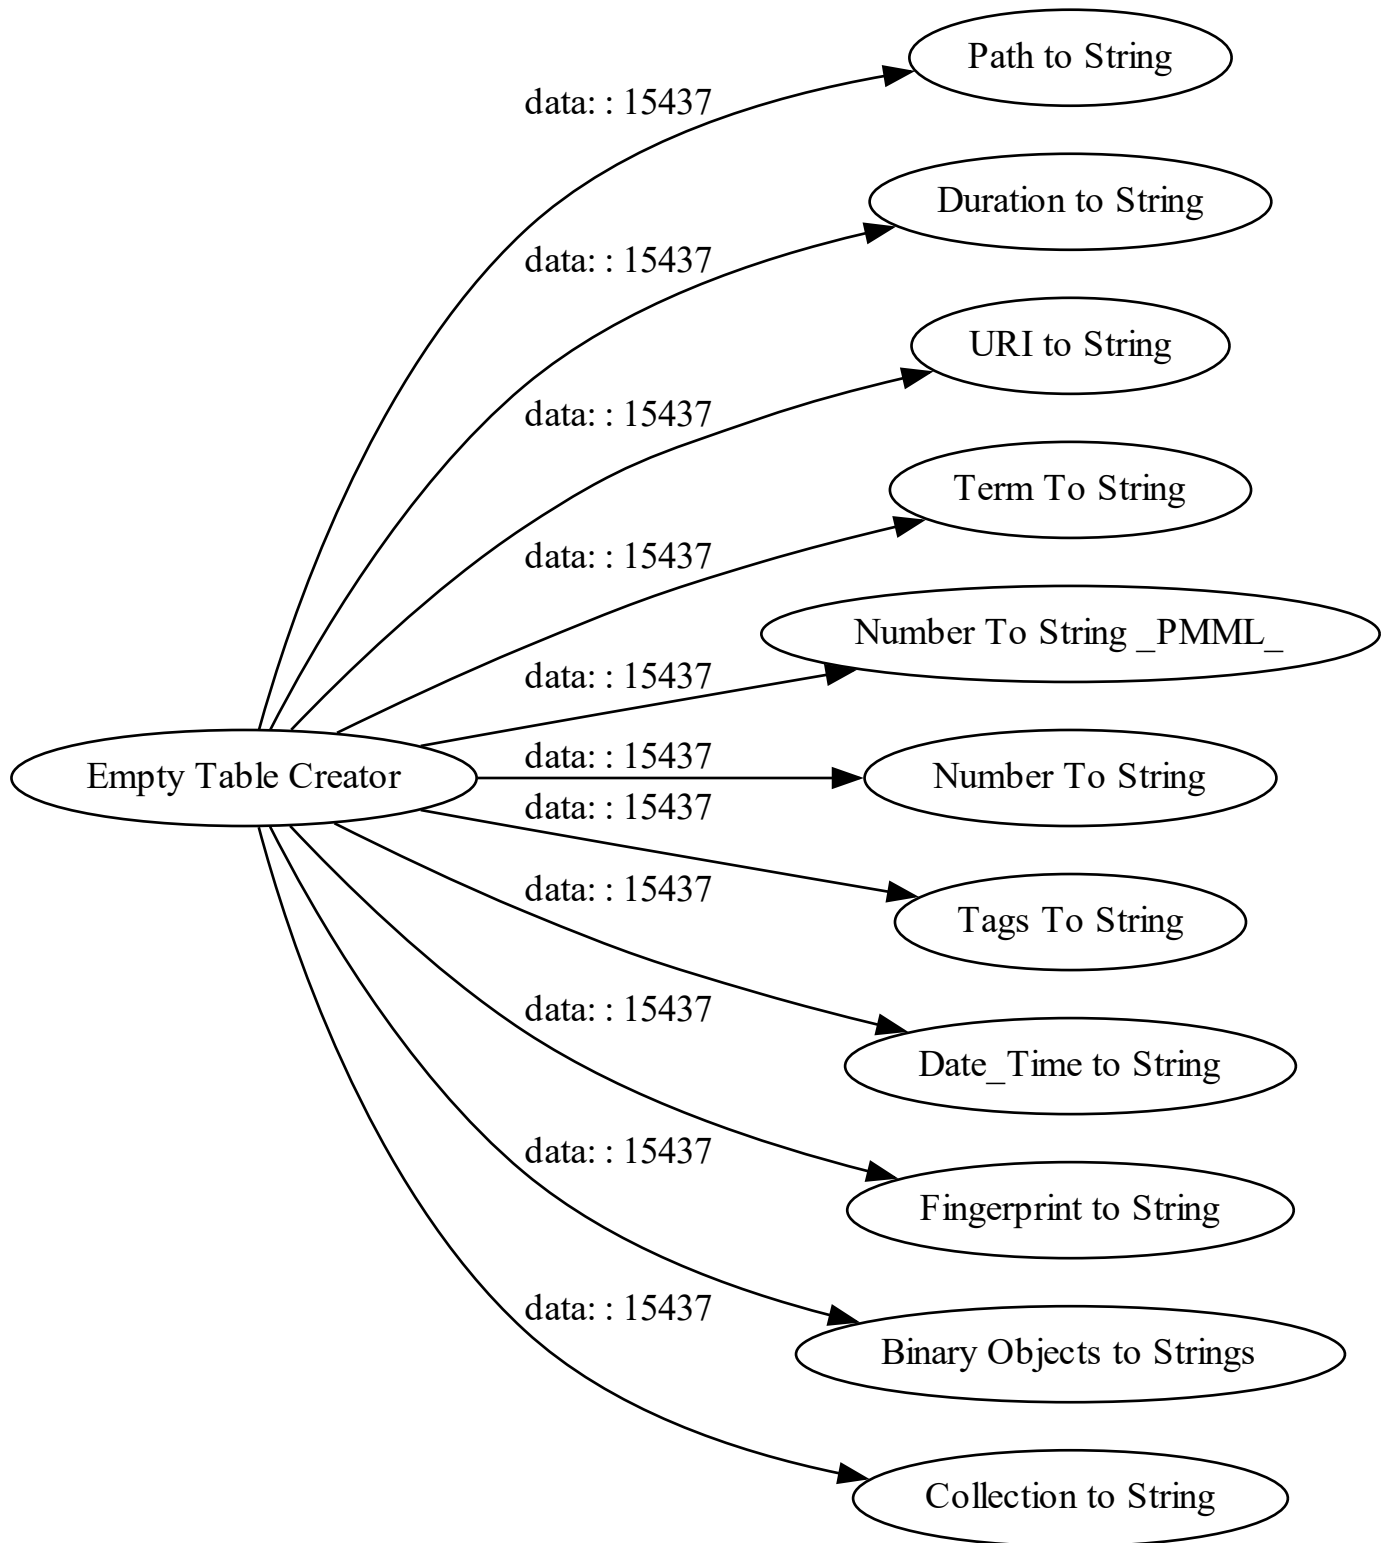 Path to String
data: : 15437
Duration to String
data: : 15437
URI to String
data: : 15437
Term To String
data: : 15437
Number To String _PMML_
data: : 15437
data: : 15437
Empty Table Creator
Number To String
data: : 15437
data: : 15437
Tags To String
data: : 15437
Date_Time to String
data: : 15437
Fingerprint to String
data: : 15437
Binary Objects to Strings
Collection to String